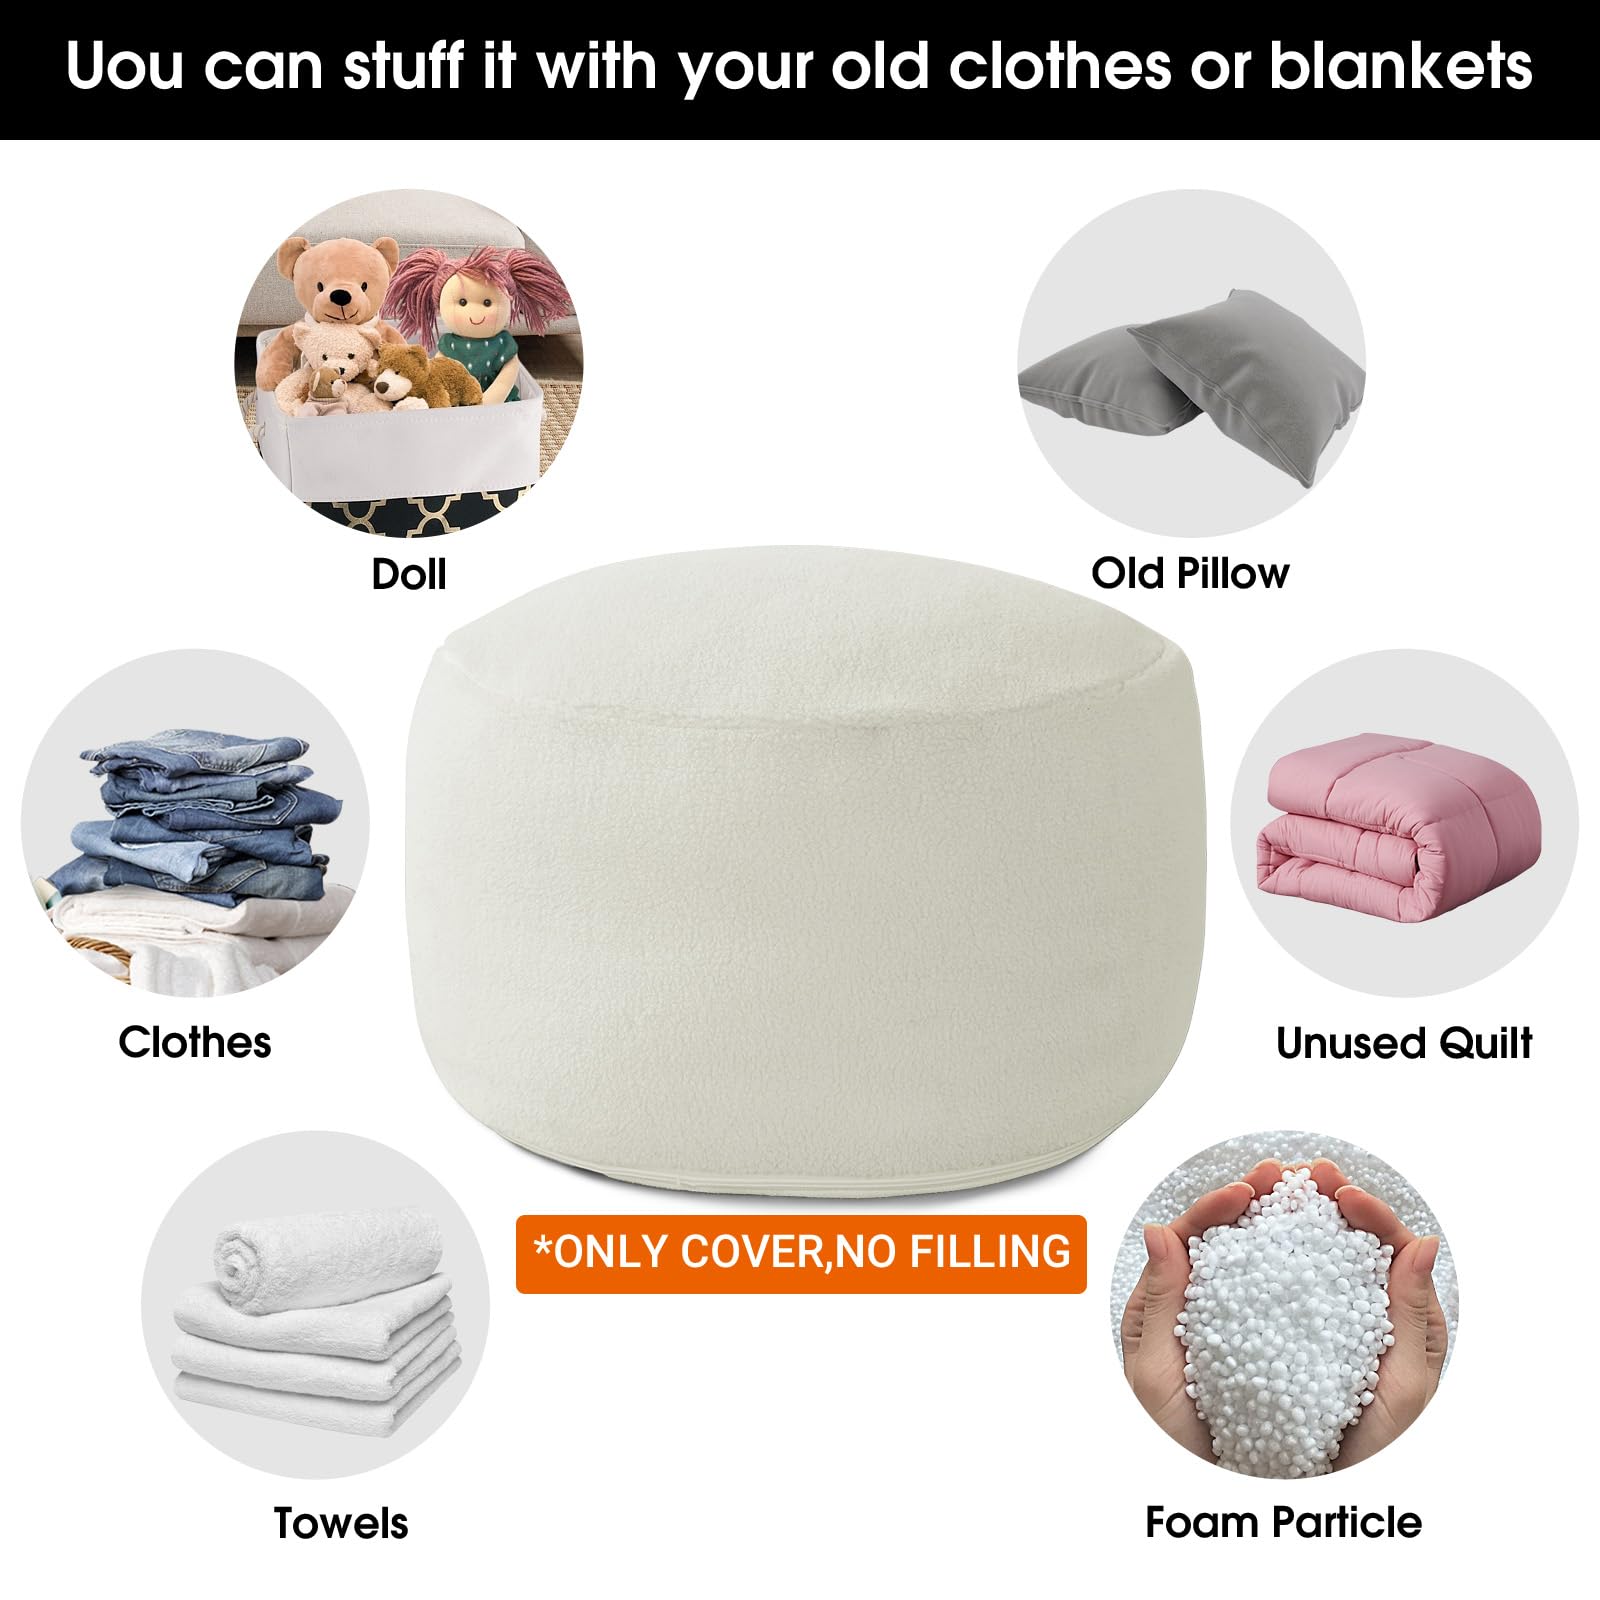 Uou can stuff it with your old clothes or blankets
Doll
Old Pillow
Clothes
Unused Quilt
*ONLY COVER,NO FILLING
Towels
Foam Particle